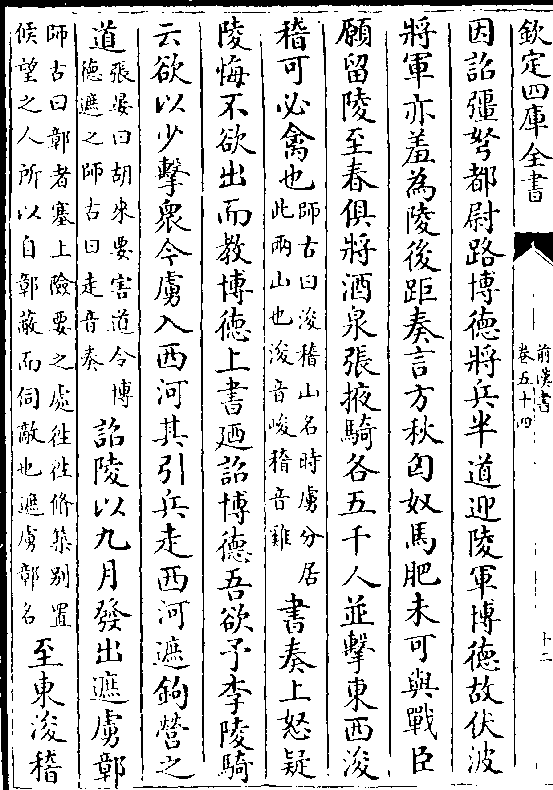 欽定四庫全書
前漢書
卷五十四
十二
因詔彊弩都尉路博德將兵半道迎陵軍博德故伏波
將軍亦羞為陵後距奏言方秋匈奴馬肥未可與戰臣
願留陵至春俱將酒泉張掖騎各五千人並擊東西浚
稽可必禽也
師古曰浚稽山名時虜分居
此兩山也浚音峻稽音雞
書奏上怒疑
陵悔不欲出而教博德上書廼詔博德吾欲予李陵騎
云欲以少擊衆今虜入西河其引兵走西河遮鉤營之
道
張晏曰胡來要害道令博
德遮之師古曰走音奏
詔陵以九月發出遮虜鄣
師古曰鄣者塞上險要之處徃徃脩築别置
候望之人所以自鄣蔽而伺敵也遮虜鄣名
至東浚稽